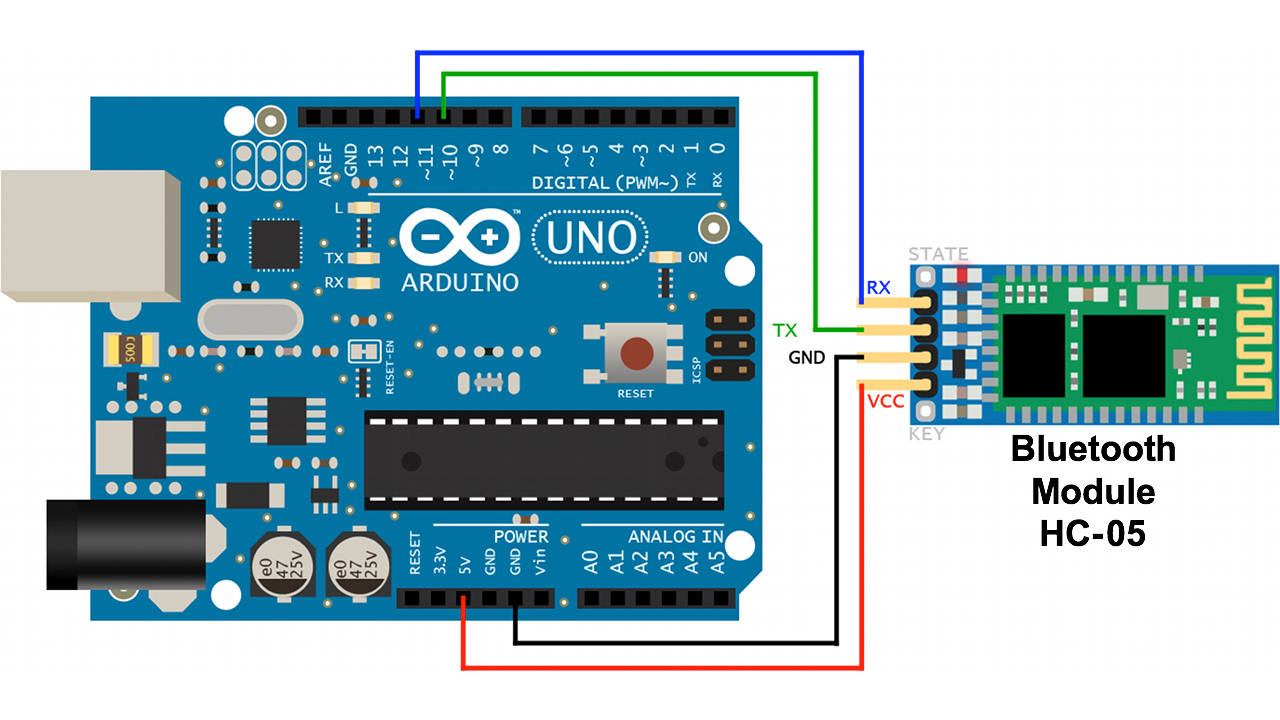 AREF
GND
13
12
~11
~10
~9
8
7
~6
~5
4
~3
2
1
0
DIGITAL (PWM~)
TX
RX
L
TX
RX
™
UNO
ARDUINO
ON
RESET-EN
RESET
ICSP
5003
e0
47
25V
e0
47
25V
POWER
RESET
3.3V
5V
GND
GND
Vin
ANALOG IN
A0
A1
A2
A3
A4
A5
STATE
RX
TX
GND
VCC
KEY
Bluetooth
Module
HC-05